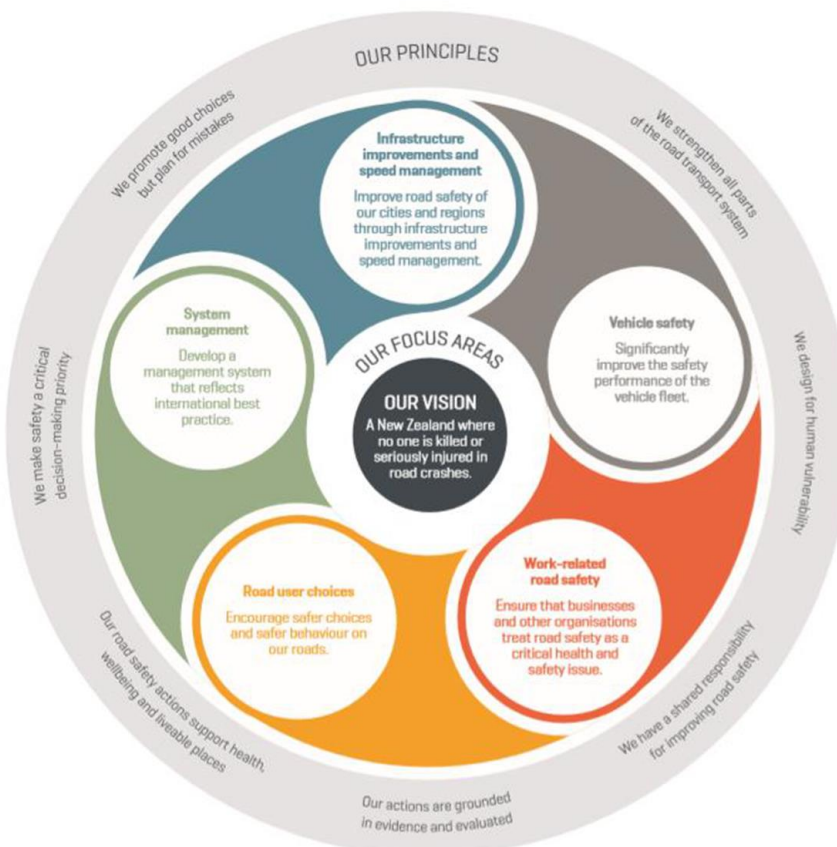 OUR PRINCIPLES
We promote good choices
but plan for mistakes
We strengthen all parts
of the road transport system
We design for human vulnerability
We have a shared responsibility
for improving road safety
Our actions are grounded
in evidence and evaluated
Our road safety actions support health,
wellbeing and liveable places
We make safety a critical
decision-making priority
Infrastructure
improvements and
speed management
Improve road safety of
our cities and regions
through infrastructure
improvements and
speed management.
Vehicle safety
Significantly
improve the safety
performance of the
vehicle fleet.
Work-related
road safety
Ensure that businesses
and other organisations
treat road safety as a
critical health and
safety issue.
Road user choices
Encourage safer choices
and safer behaviour on
our roads.
System
management
Develop a
management system
that reflects
international best
practice.
OUR FOCUS AREAS
OUR VISION
A New Zealand where
no one is killed or
seriously injured in
road crashes.